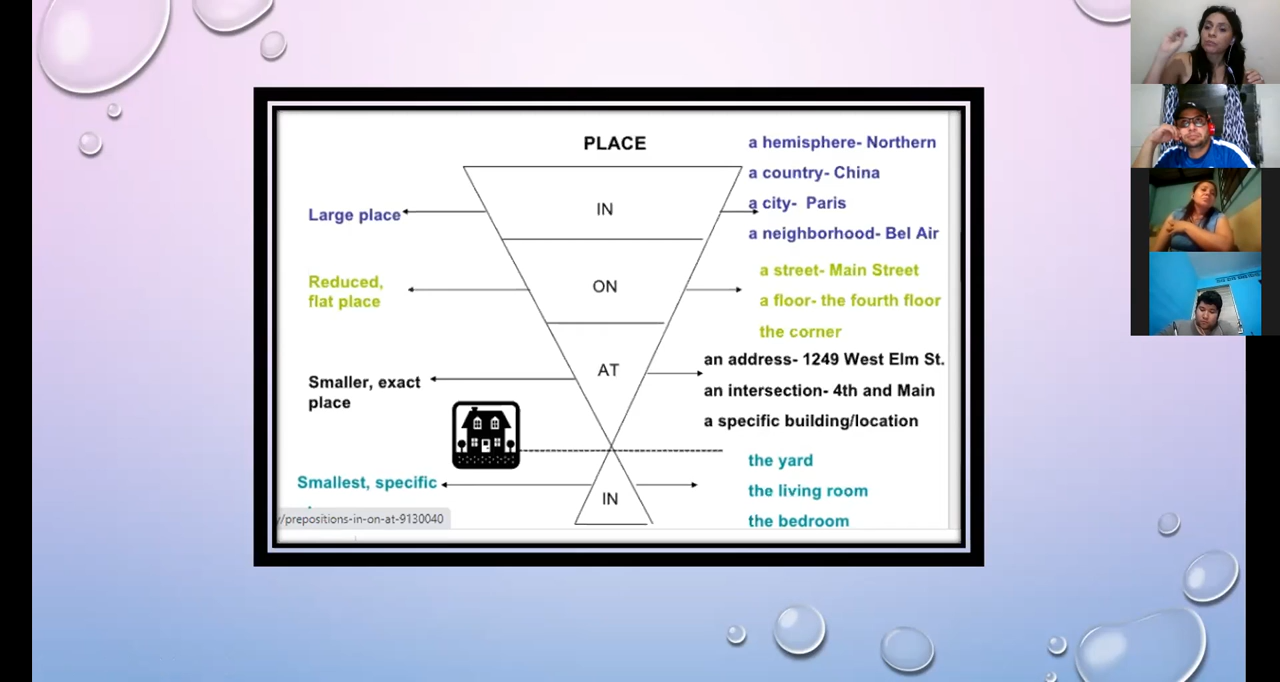 PLACE
a hemisphere- Northern
a country- China
Large place
IN
a city- Paris
a neighborhood- Bel Air
Reduced,
flat place
ON
a street- Main Street
a floor- the fourth floor
the corner
Smaller, exact
place
AT
an address- 1249 West Elm St.
an intersection- 4th and Main
a specific building/location
Smallest, specific
IN
the yard
the living room
the bedroom
/prepositions-in-on-at-9130040